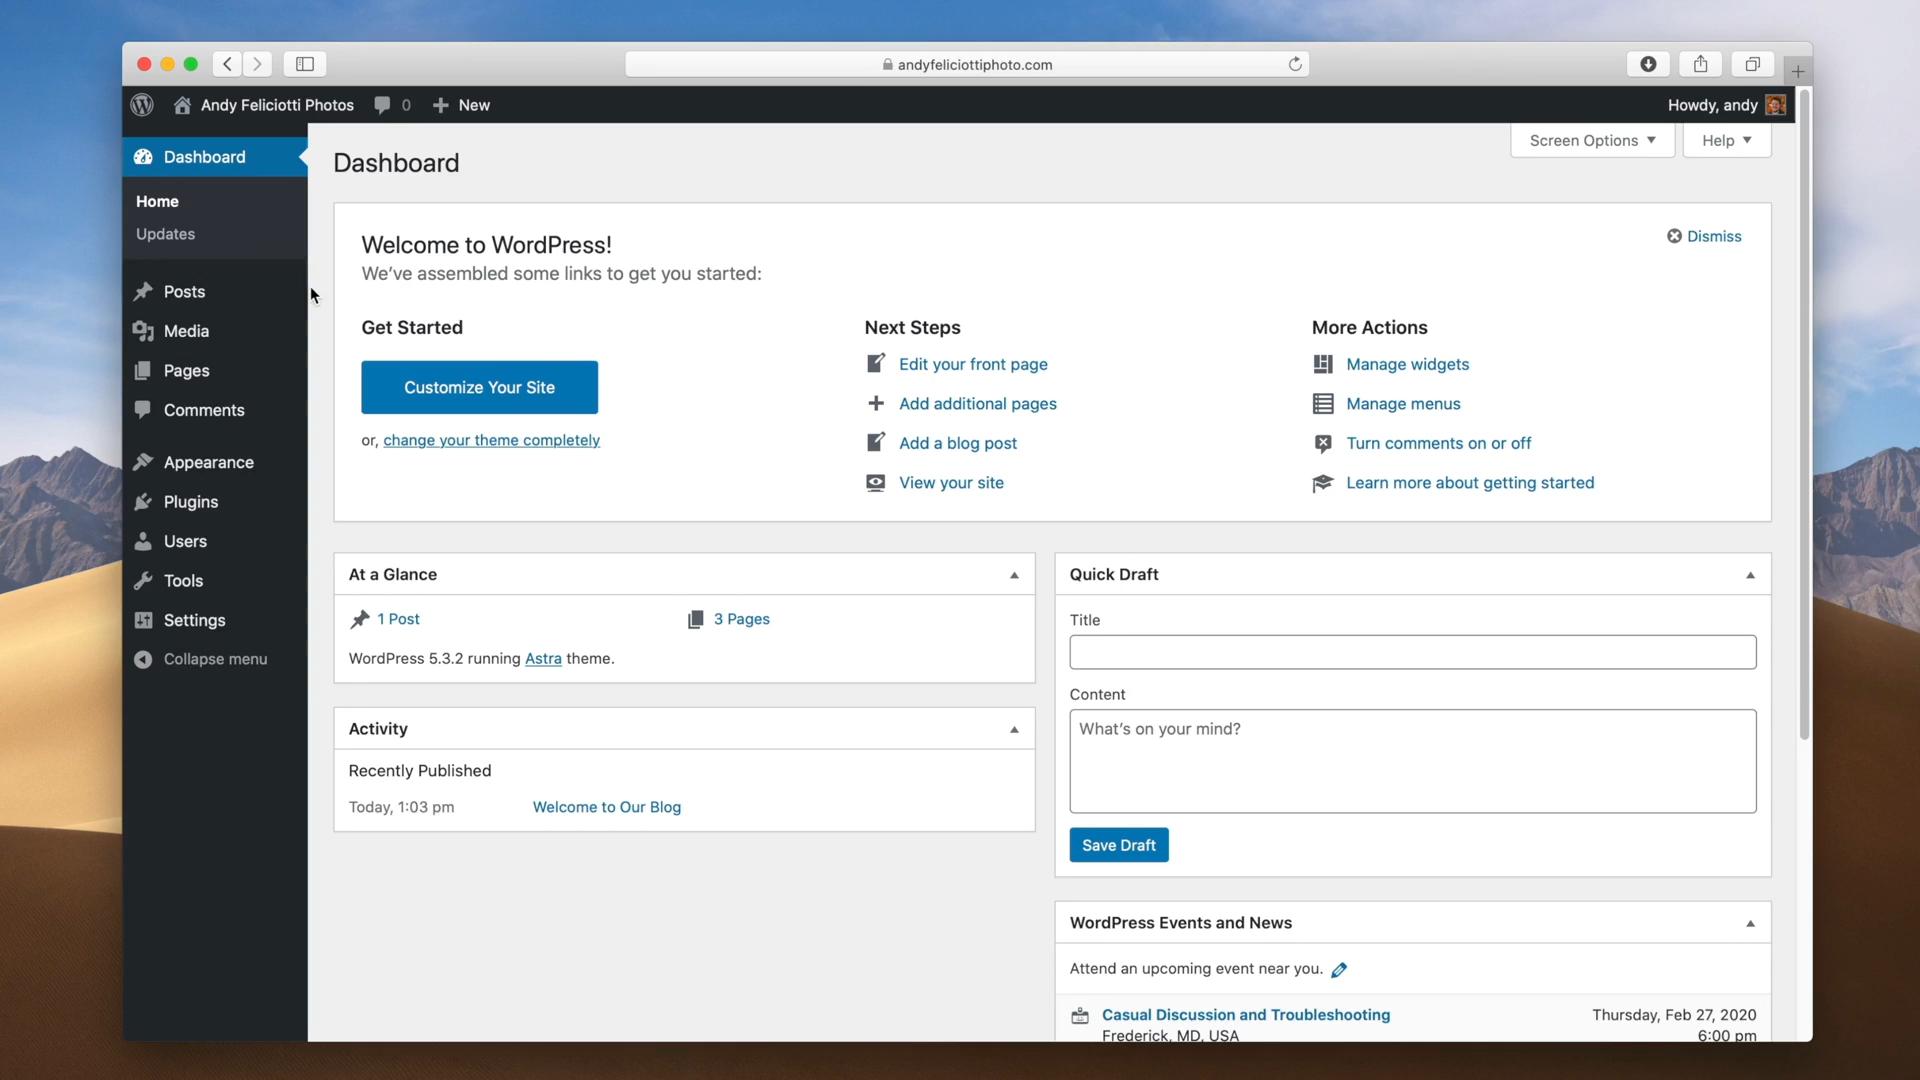 andyfeliciottiphoto.com
Andy Feliciotti Photos 0 New
Howdy, andy
Dashboard
Home
Updates
Posts
Media
Pages
Comments
Appearance
Plugins
Users
Tools
Settings
Collapse menu
Dashboard
Screen Options
Help
Welcome to WordPress!
We've assembled some links to get you started:
Dismiss
Get Started
Customize Your Site
or, change your theme completely
Next Steps
Edit your front page
Add additional pages
Add a blog post
View your site
More Actions
Manage widgets
Manage menus
Turn comments on or off
Learn more about getting started
At a Glance
1 Post
3 Pages
WordPress 5.3.2 running Astra theme.
Activity
Recently Published
Today, 1:03 pm
Welcome to Our Blog
Quick Draft
Title
Content
What's on your mind?
Save Draft
WordPress Events and News
Attend an upcoming event near you.
Casual Discussion and Troubleshooting
Frederick, MD, USA
Thursday, Feb 27, 2020
6:00 pm